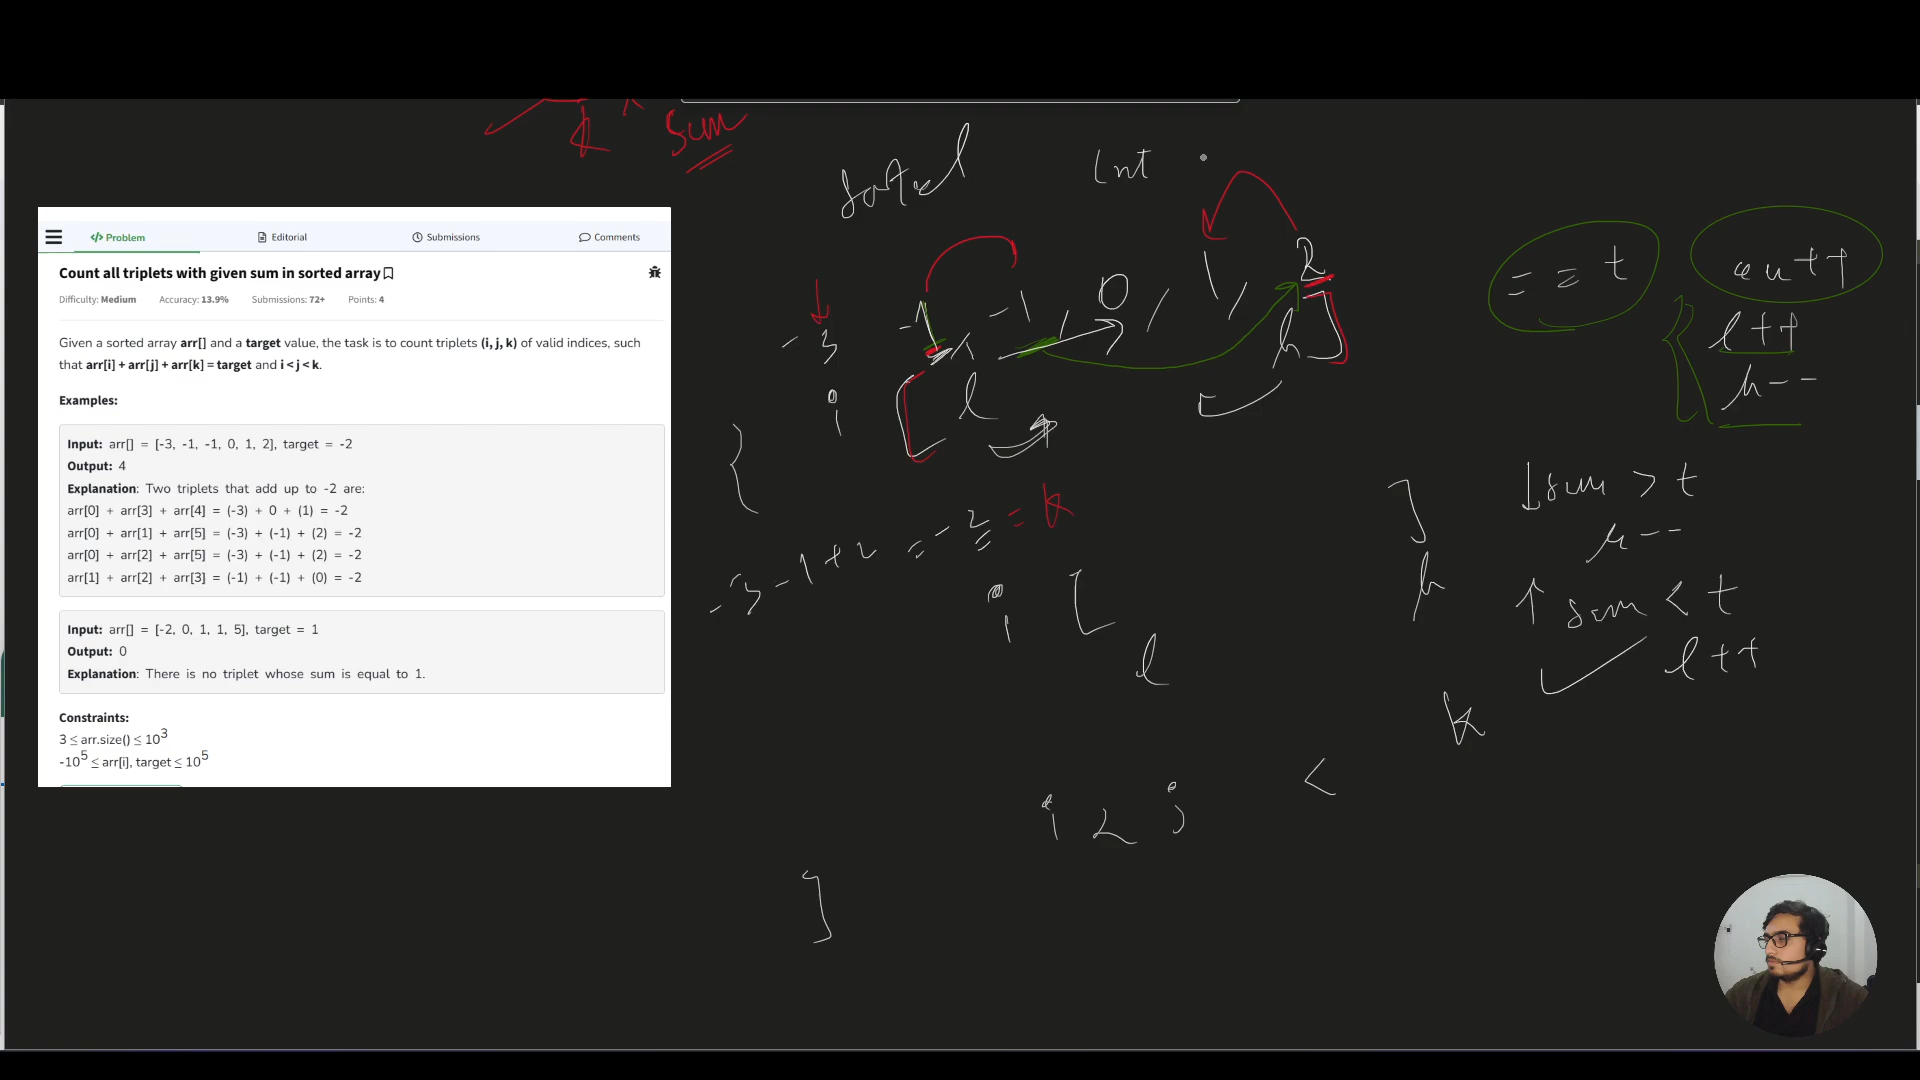 sum
k
sorted
int
Problem
Editorial
Submissions
Comments
Count all triplets with given sum in sorted array
Difficulty: Medium Accuracy: 13.9% Submissions: 72+ Points: 4
Given a sorted array arr[] and a target value, the task is to count triplets (i, j, k) of valid indices, such
that arr[i] + arr[j] + arr[k] = target and i < j < k.
Examples:
Input: arr[] = [-3, -1, -1, 0, 1, 2], target = -2
Output: 4
Explanation: Two triplets that add up to -2 are:
arr[0] + arr[3] + arr[4] = (-3) + 0 + (1) = -2
arr[0] + arr[1] + arr[5] = (-3) + (-1) + (2) = -2
arr[0] + arr[2] + arr[5] = (-3) + (-1) + (2) = -2
arr[1] + arr[2] + arr[3] = (-1) + (-1) + (0) = -2
Input: arr[] = [-2, 0, 1, 1, 5], target = 1
Output: 0
Explanation: There is no triplet whose sum is equal to 1.
Constraints:
3 ≤ arr.size() ≤ 10³
-10⁵ ≤ arr[i], target ≤ 10⁵
-3 -1, -1, 0, 1, 2
i [ l h ]
-3 -1 +2 = -2 = k
i [ ]
l h
k
i < j <
]
== t
l++
h--
↓ sum > t
↑ sum < t
l++